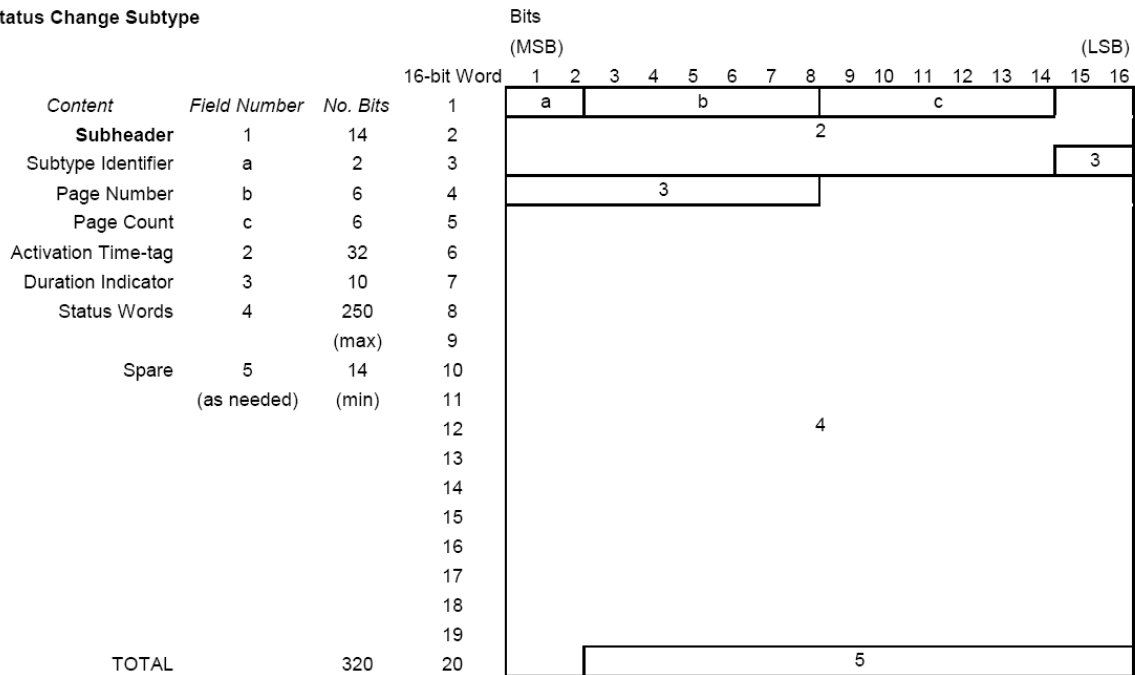 tatus Change Subtype Bits
(MSB) (LSB)
16-bit Word 1 2 3 4 5 6 7 8 9 10 11 12 13 14 15 16
Content Field Number No. Bits 1 a b c
Subheader 1 14 2 2
Subtype Identifier a 2 3 3
Page Number b 6 4 3
Page Count c 6 5
Activation Time-tag 2 32 6
Duration Indicator 3 10 7
Status Words 4 250 8
(max) 9
Spare 5 14 10
(as needed) (min) 11
12 4
13
14
15
16
17
18
19
TOTAL 320 20 5